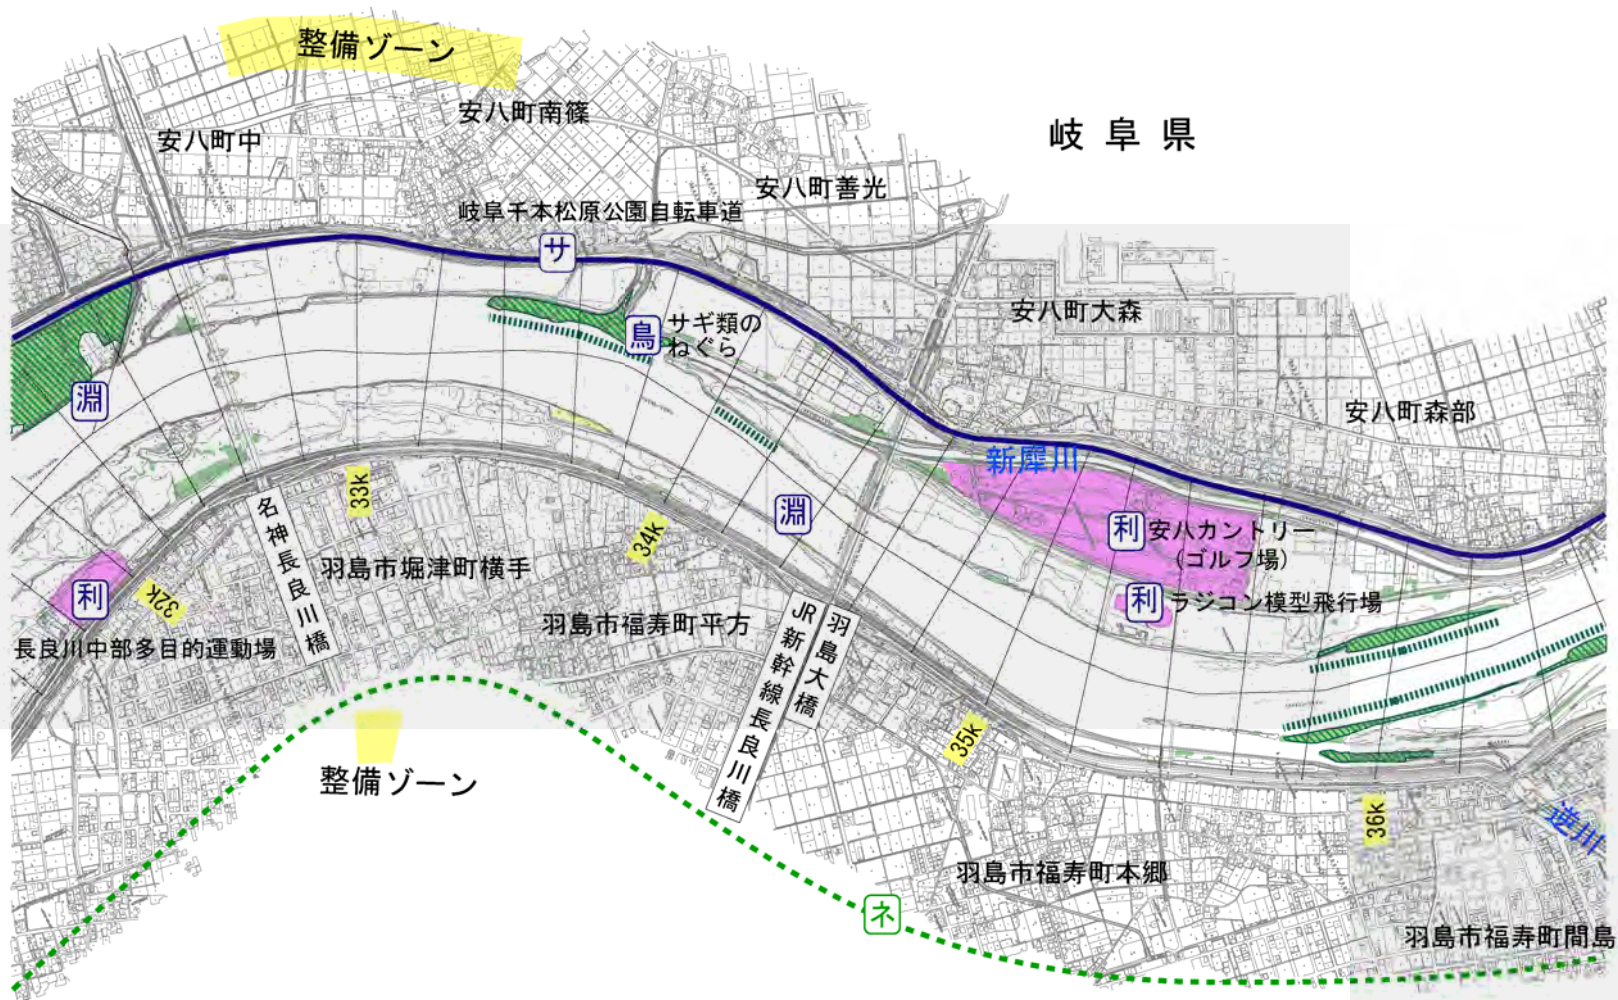 整備ゾーン
安八町南篠
安八町中
岐阜県
安八町善光
岐阜千本松原公園自転車道
サ
安八町大森
鳥
サギ類の
ねぐら
淵
安八町森部
新犀川
33k
名神長良川橋
淵
34k
利
安八カントリー
(ゴルフ場)
羽島市堀津町横手
利
32k
利
ラジコン模型飛行場
羽島市福寿町平方
長良川中部多目的運動場
羽島大橋
JR新幹線長良川橋
35k
整備ゾーン
36k
逆川
羽島市福寿町本郷
ネ
羽島市福寿町間島